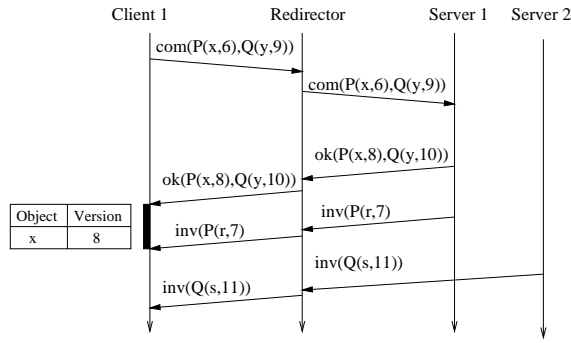 Client 1 Redirector Server 1 Server 2
com(P(x,6),Q(y,9))
com(P(x,6),Q(y,9))
ok(P(x,8),Q(y,10))
ok(P(x,8),Q(y,10))
Object Version
x 8
inv(P(r,7)
inv(P(r,7)
inv(Q(s,11))
inv(Q(s,11))